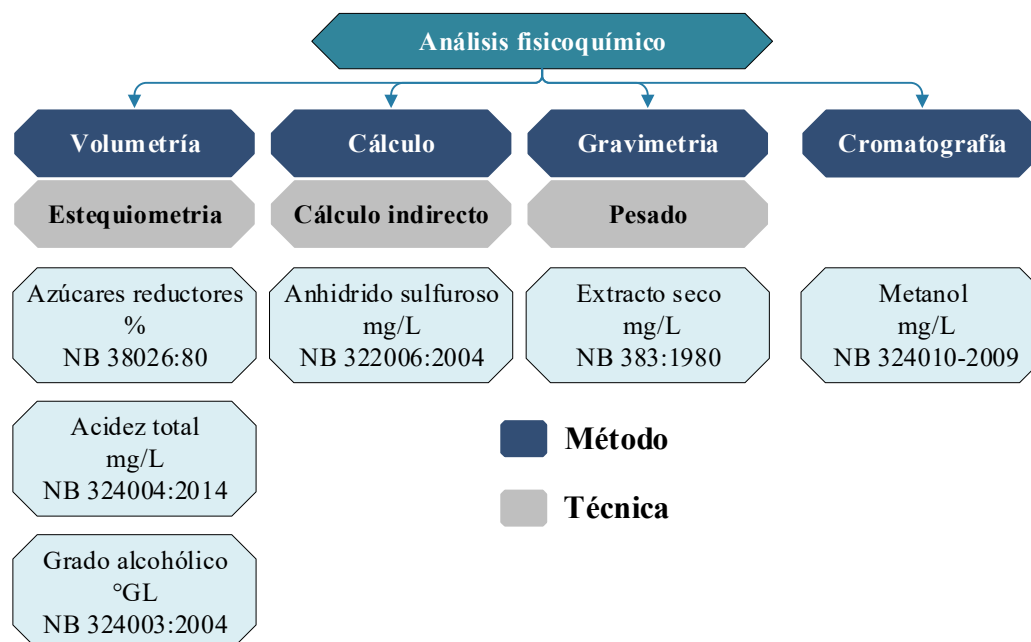 Análisis fisicoquímico
Volumetría
Cálculo
Gravimetria
Cromatografía
Estequiometria
Cálculo indirecto
Pesado
Azúcares reductores
%
NB 38026:80
Anhidrido sulfuroso
mg/L
NB 322006:2004
Extracto seco
mg/L
NB 383:1980
Metanol
mg/L
NB 324010-2009
Acidez total
mg/L
NB 324004:2014
Grado alcohólico
°GL
NB 324003:2004
Método
Técnica